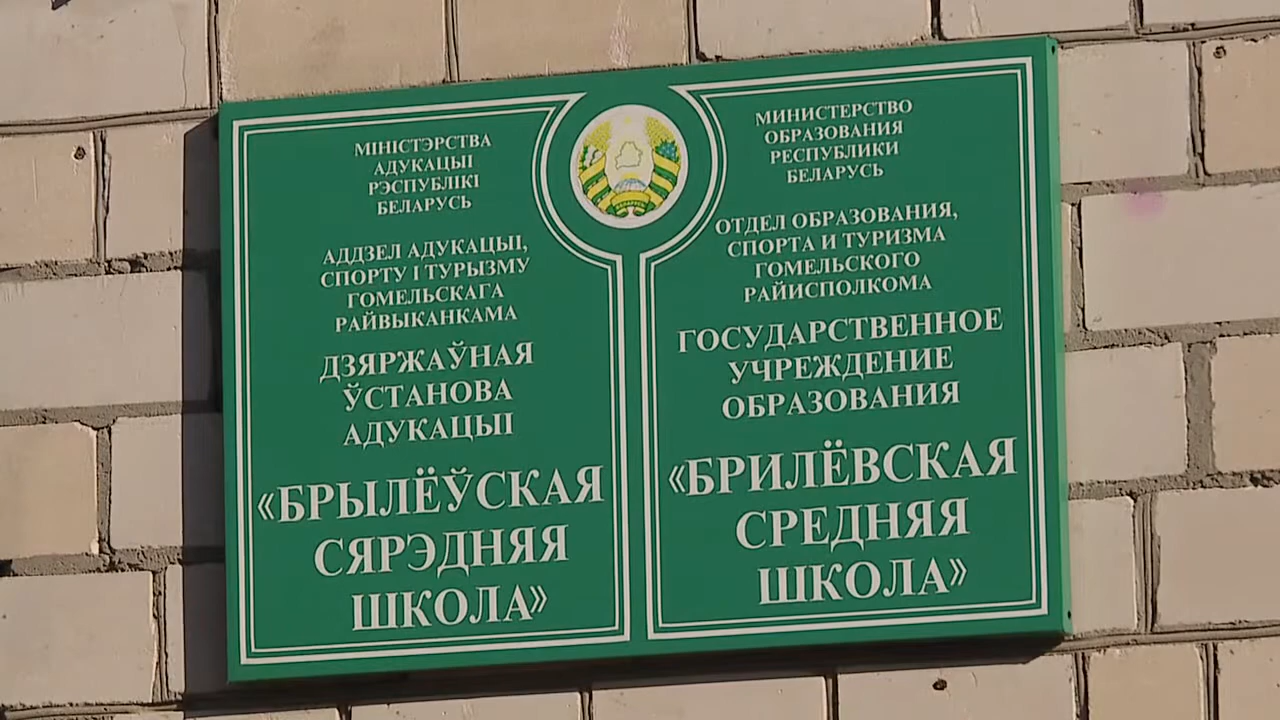 МІНІСТЭРСТВА
АДУКАЦЫІ
РЭСПУБЛІКІ
БЕЛАРУСЬ
АДДЗЕЛ АДУКАЦЫІ,
СПОРТУ І ТУРЫЗМУ
ГОМЕЛЬСКАГА
РАЙВЫКАНКАМА
ДЗЯРЖАЎНАЯ
ЎСТАНОВА
АДУКАЦЫІ
«БРЫЛЁЎСКАЯ
СЯРЭДНЯЯ
ШКОЛА»
БЕЛАРУСЬ
МИНИСТЕРСТВО
ОБРАЗОВАНИЯ
РЕСПУБЛИКИ
БЕЛАРУСЬ
ОТДЕЛ ОБРАЗОВАНИЯ,
СПОРТА И ТУРИЗМА
ГОМЕЛЬСКОГО
РАЙИСПОЛКОМА
ГОСУДАРСТВЕННОЕ
УЧРЕЖДЕНИЕ
ОБРАЗОВАНИЯ
«БРИЛЁВСКАЯ
СРЕДНЯЯ
ШКОЛА»